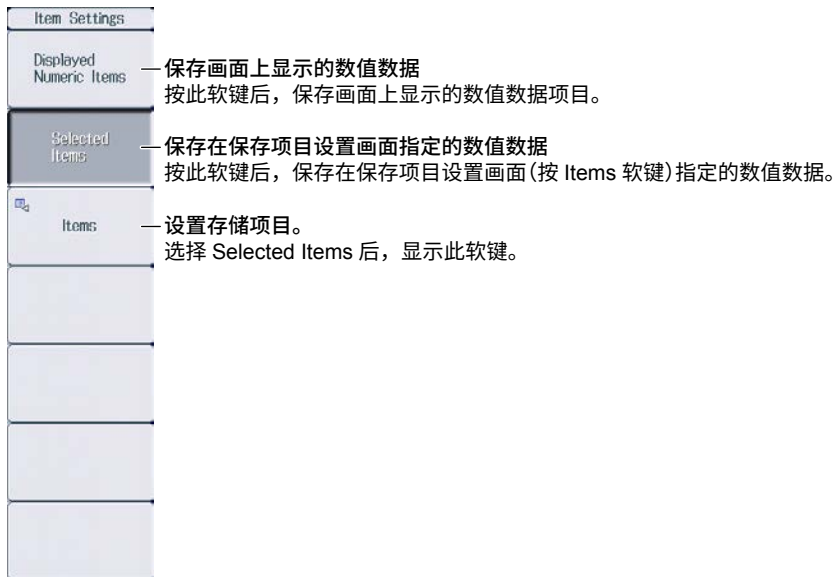 Item Settings
Displayed
Numeric Items
保存画面上显示的数值数据
按此软键后，保存画面上显示的数值数据项目。
Selected
Items
保存在保存项目设置画面指定的数值数据
按此软键后，保存在保存项目设置画面（按 Items 软键）指定的数值数据。
Items
设置存储项目。
选择 Selected Items 后，显示此软键。